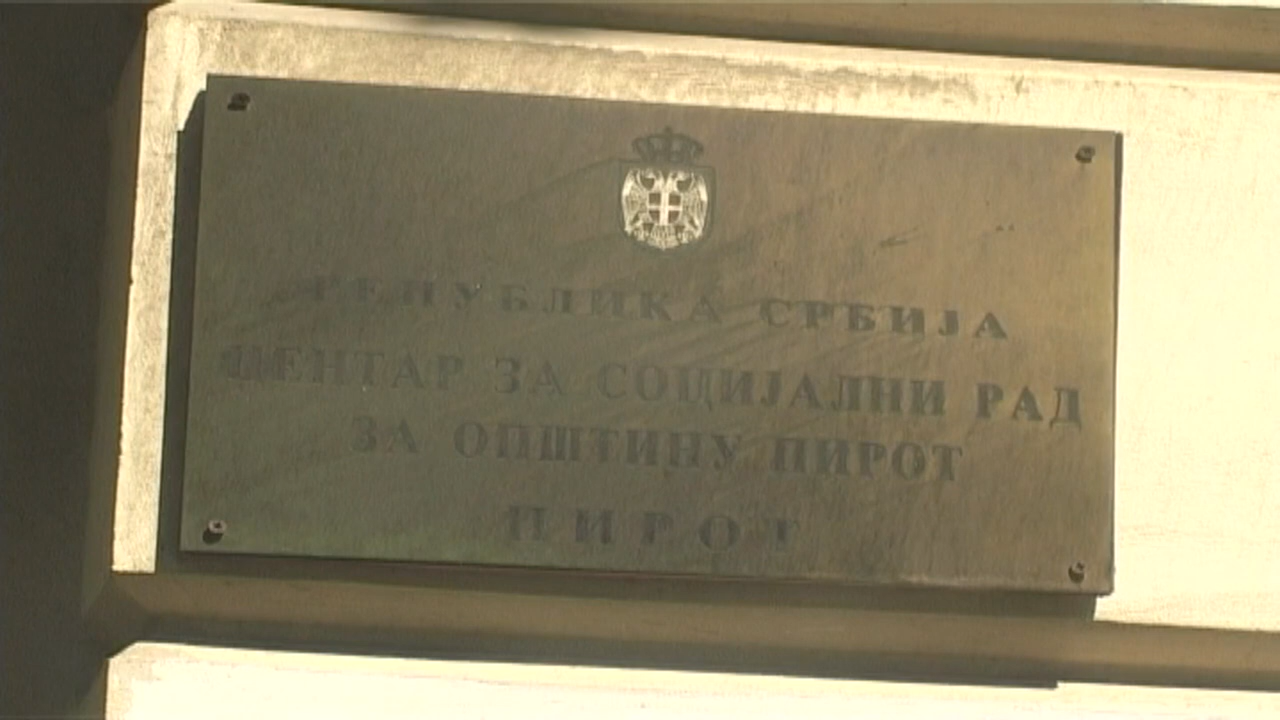 РЕПУБЛИКА СРБИЈА
ЦЕНТАР ЗА СОЦИЈАЛНИ РАД
ЗА ОПШТИНУ ПИРОТ
ПИРОТ